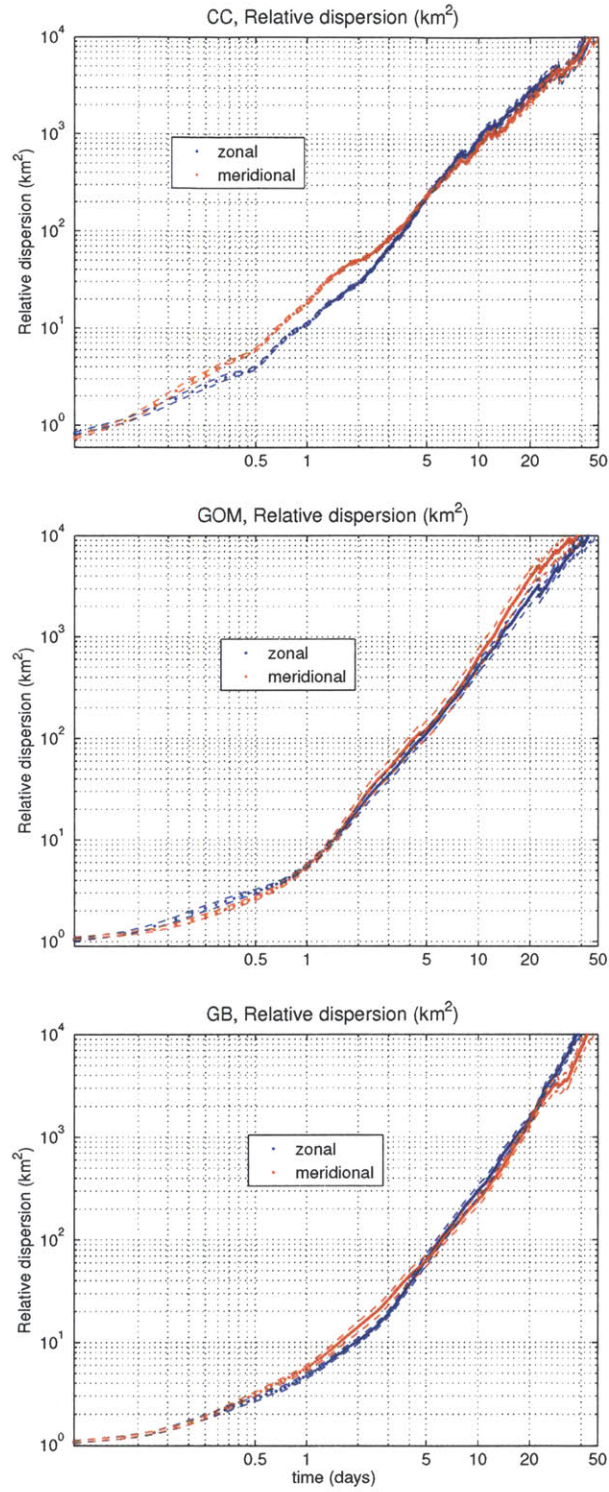 CC, Relative dispersion (km²)
Relative dispersion (km²)
10⁴
10³
10²
10¹
10⁰
zonal
meridional
0.5 1 5 10 20 50
GOM, Relative dispersion (km²)
Relative dispersion (km²)
10⁴
10³
10²
10¹
10⁰
zonal
meridional
0.5 1 5 10 20 50
GB, Relative dispersion (km²)
Relative dispersion (km²)
10⁴
10³
10²
10¹
10⁰
zonal
meridional
0.5 1 5 10 20 50
time (days)